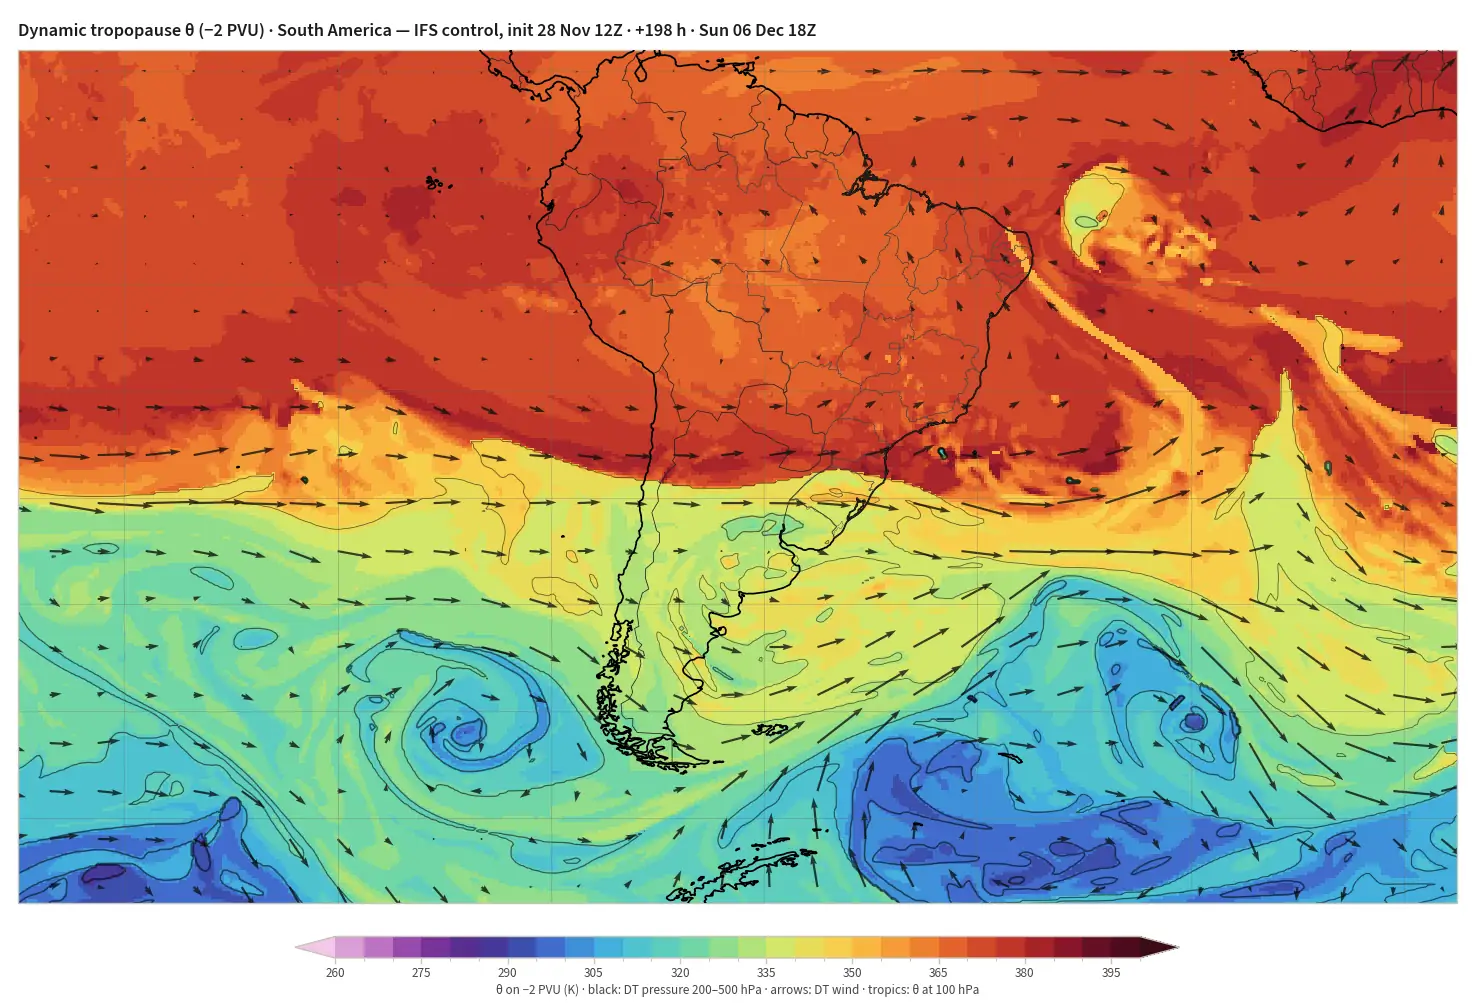 Dynamic tropopause θ (−2 PVU) · South America — IFS control, init 28 Nov 12Z · +198 h · Sun 06 Dec 18Z
260 275 290 305 320 335 350 365 380 395
θ on −2 PVU (K) · black: DT pressure 200–500 hPa · arrows: DT wind · tropics: θ at 100 hPa